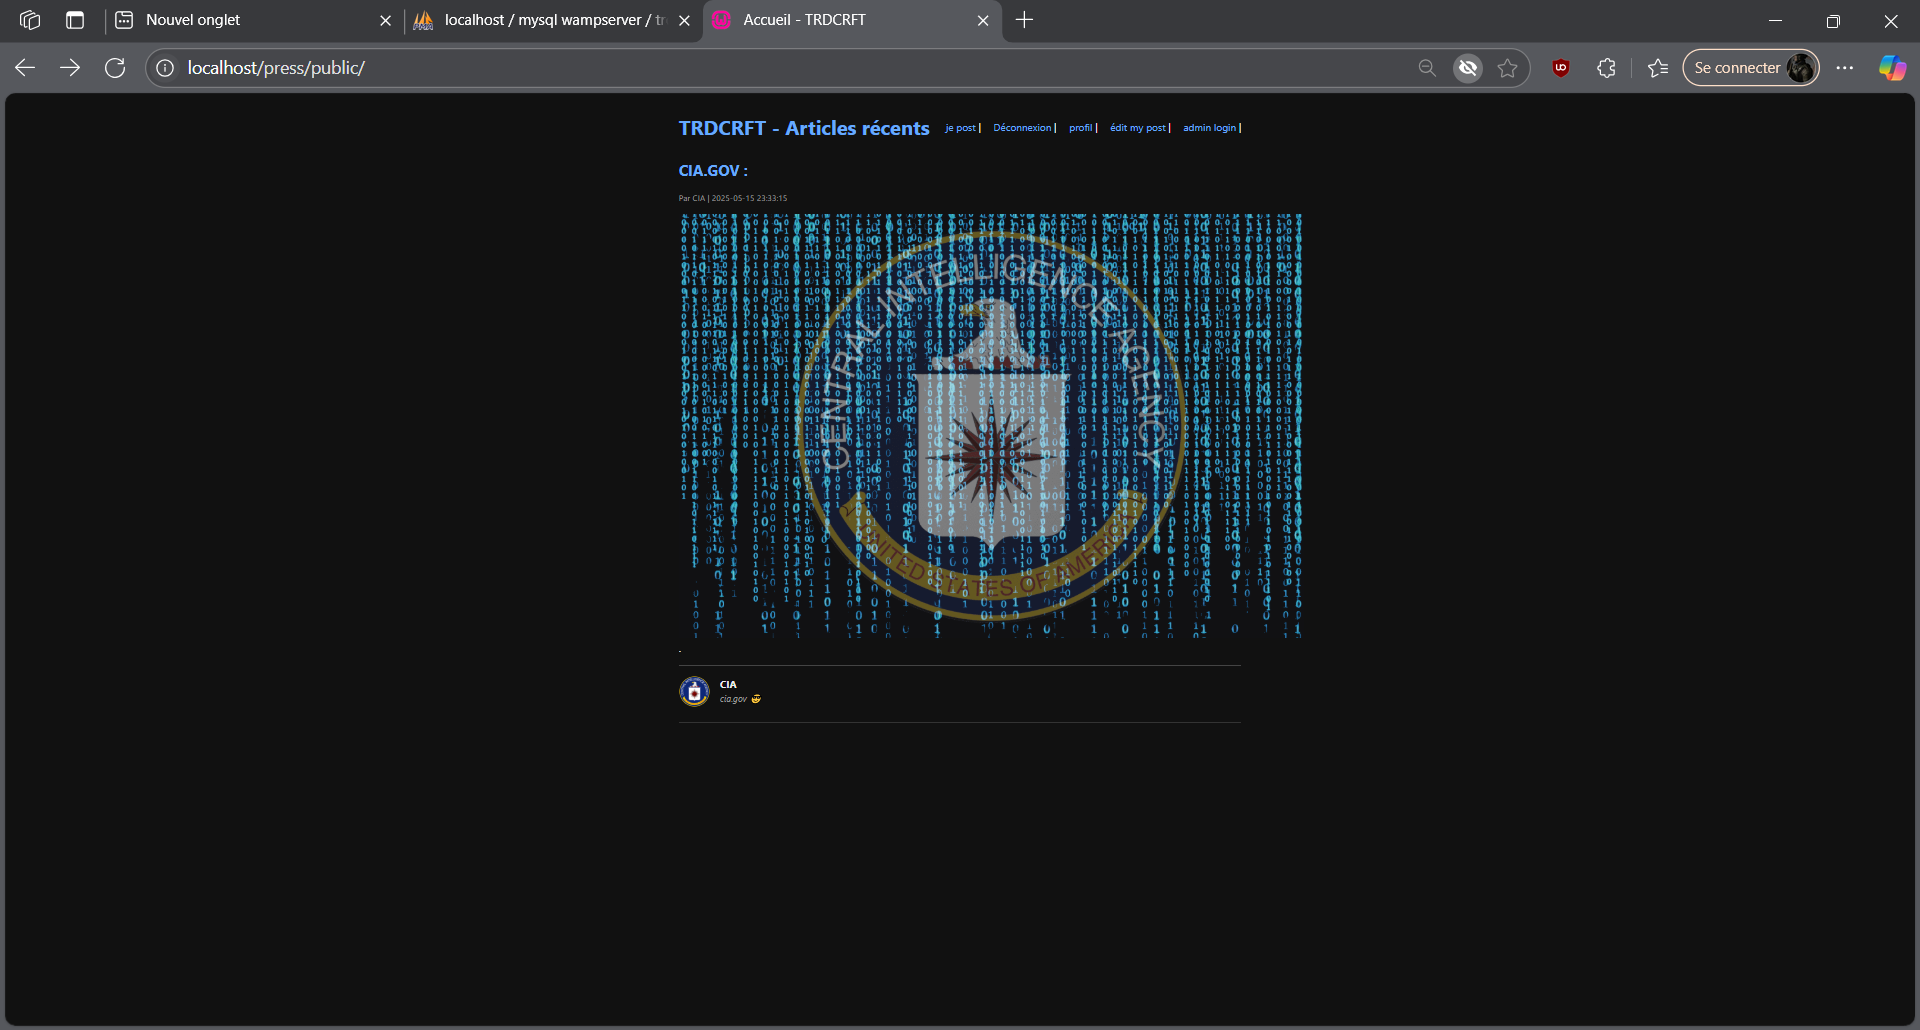 Nouvel onglet
localhost / mysql wampserver / tr
Accueil - TRDCRFT
localhost/press/public/
Se connecter
TRDCRFT - Articles récents
je post |
Déconnexion |
profil |
édit my post |
admin login |
CIA.GOV :
Par CIA | 2025-05-15 23:33:15
CENTRAL INTELLIGENCE AGENCY
UNITED STATES OF AMERICA
.
CIA
cia.gov 😎